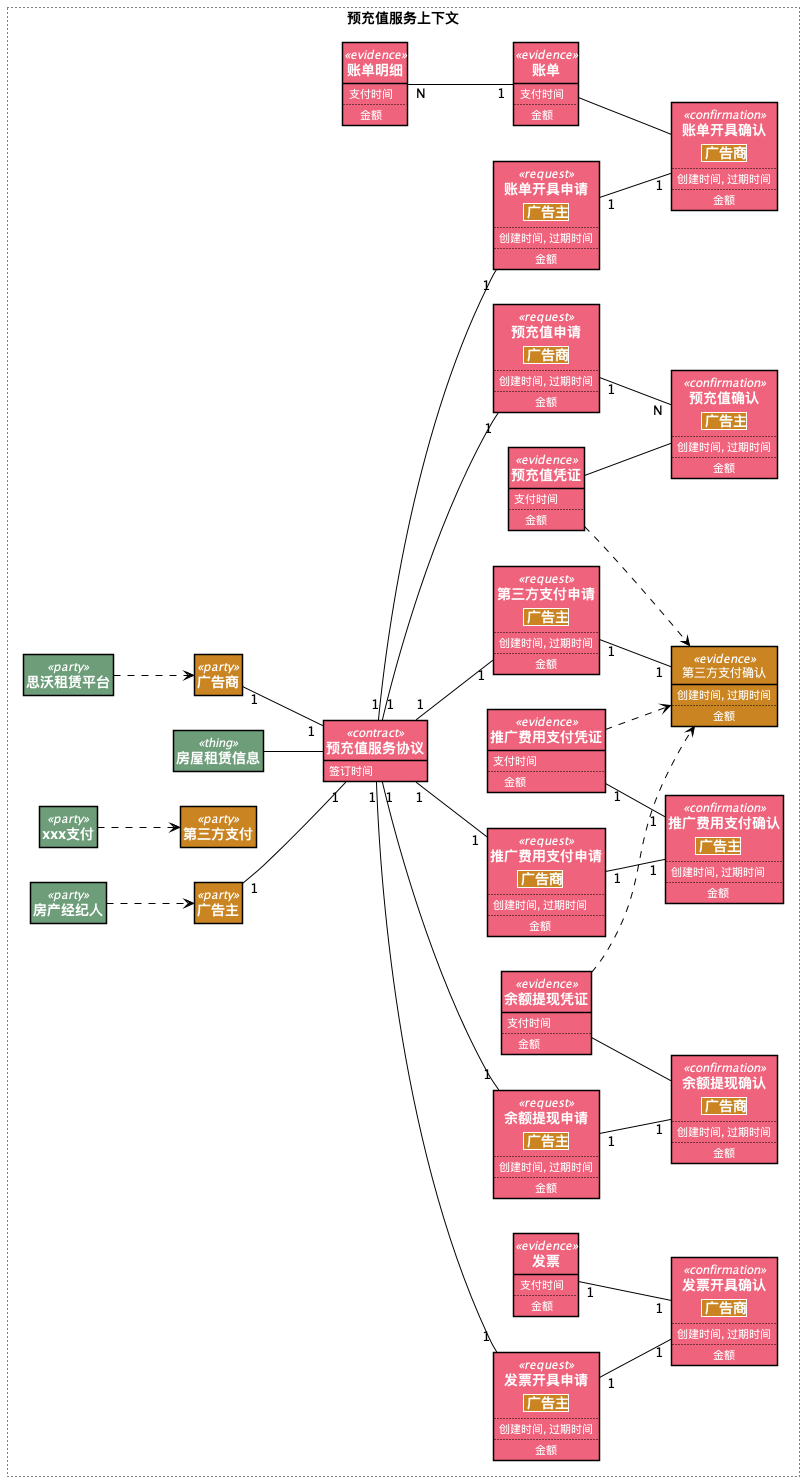 预充值服务上下文
«evidence»
账单明细
支付时间
金额
N
1
«evidence»
账单
支付时间
金额
«confirmation»
账单开具确认
广告商
创建时间, 过期时间
金额
1
«request»
账单开具申请
广告主
创建时间, 过期时间
金额
1
1
«request»
预充值申请
广告商
创建时间, 过期时间
金额
1
1
N
«confirmation»
预充值确认
广告主
创建时间, 过期时间
金额
«evidence»
预充值凭证
支付时间
金额
«request»
第三方支付申请
广告主
创建时间, 过期时间
金额
1
1
1
«evidence»
第三方支付确认
创建时间, 过期时间
金额
«party»
思沃租赁平台
«party»
广告商
1
1
«thing»
房屋租赁信息
1
1
1
«contract»
预充值服务协议
签订时间
1
1
1
1
«party»
xxx支付
«party»
第三方支付
«party»
房产经纪人
«party»
广告主
1
«evidence»
推广费用支付凭证
支付时间
金额
1
1
«confirmation»
推广费用支付确认
广告主
创建时间, 过期时间
金额
1
«request»
推广费用支付申请
广告商
创建时间, 过期时间
金额
1
1
«evidence»
余额提现凭证
支付时间
金额
«confirmation»
余额提现确认
广告商
创建时间, 过期时间
金额
1
«request»
余额提现申请
广告主
创建时间, 过期时间
金额
1
1
«evidence»
发票
支付时间
金额
1
1
«confirmation»
发票开具确认
广告商
创建时间, 过期时间
金额
1
1
«request»
发票开具申请
广告主
创建时间, 过期时间
金额
1